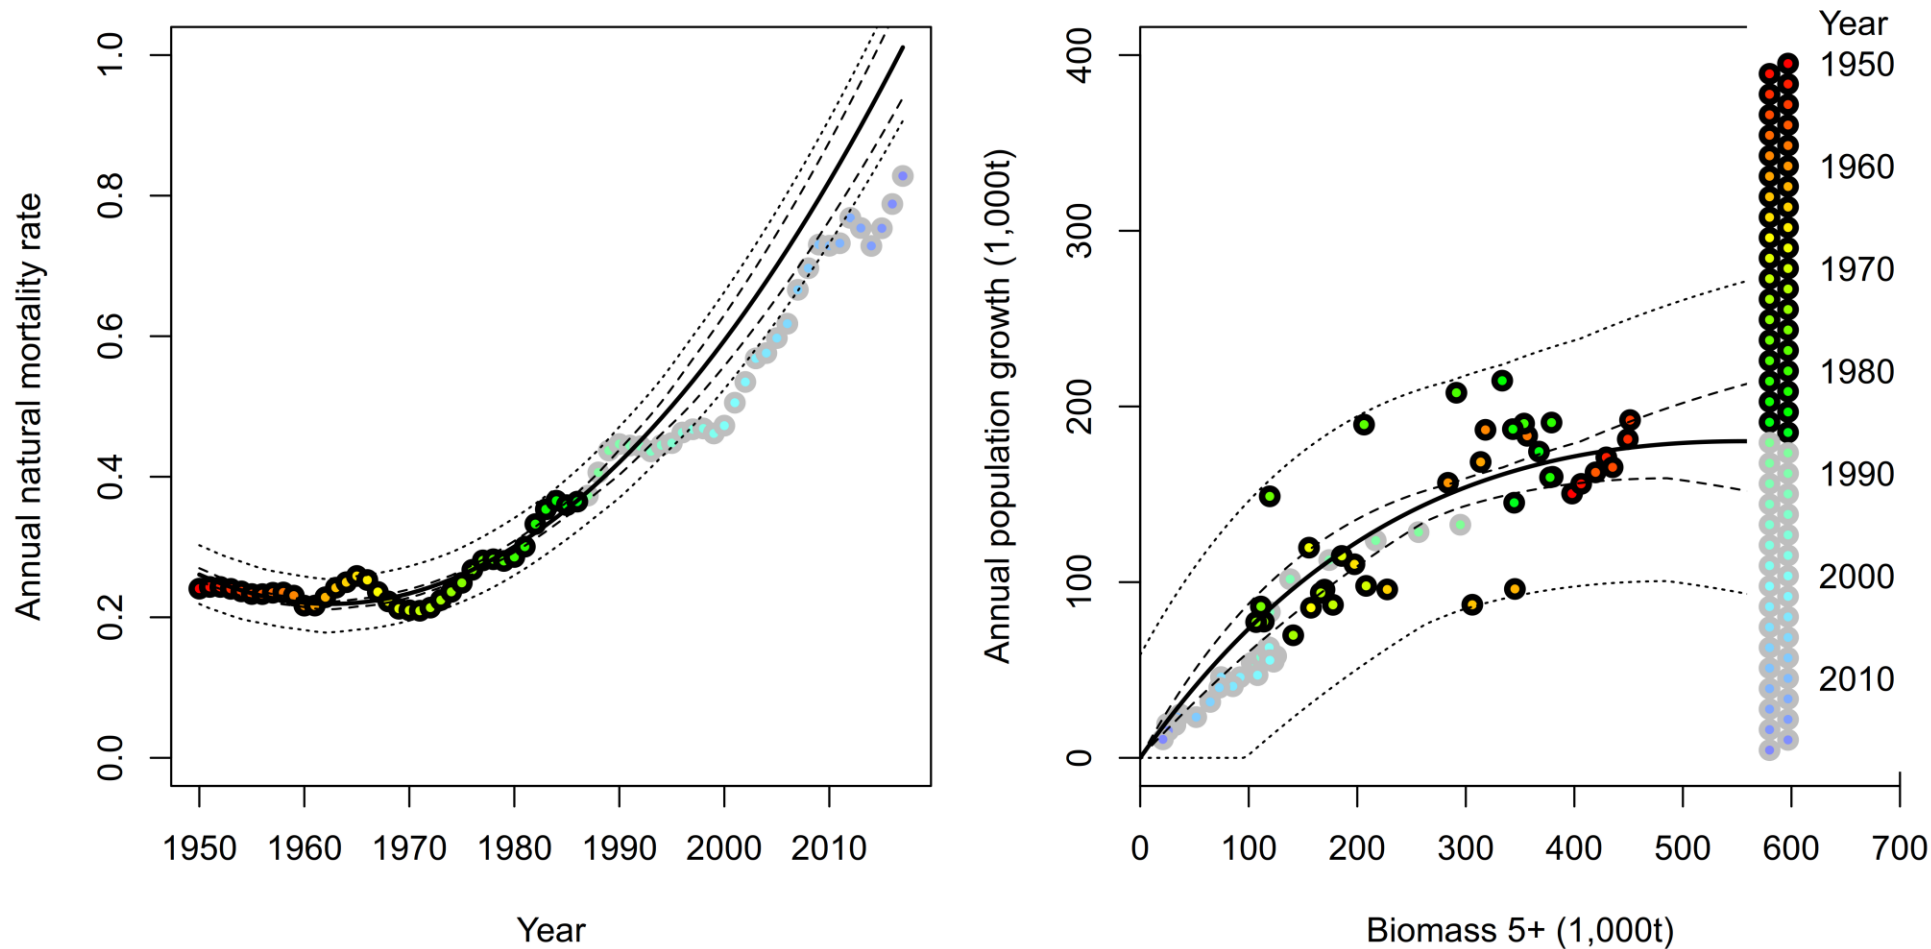 Annual natural mortality rate
1.0
0.8
0.6
0.4
0.2
0.0
1950 1960 1970 1980 1990 2000 2010
Year
Annual population growth (1,000t)
400
300
200
100
0
0 100 200 300 400 500 600 700
Biomass 5+ (1,000t)
Year
1950
1960
1970
1980
1990
2000
2010